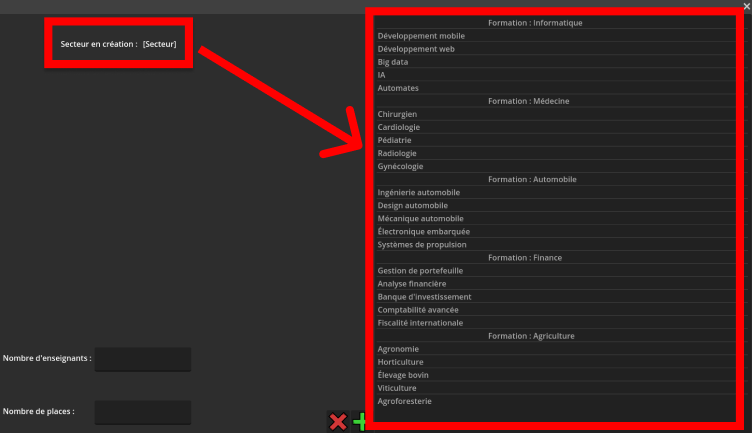 Secteur en création : [Secteur]
Formation : Informatique
Développement mobile
Développement web
Big data
IA
Automates
Formation : Médecine
Chirurgien
Cardiologie
Pédiatrie
Radiologie
Gynécologie
Formation : Automobile
Ingénierie automobile
Design automobile
Mécanique automobile
Électronique embarquée
Systèmes de propulsion
Formation : Finance
Gestion de portefeuille
Analyse financière
Banque d'investissement
Comptabilité avancée
Fiscalité internationale
Formation : Agriculture
Agronomie
Horticulture
Élevage bovin
Viticulture
Agroforesterie
Nombre d'enseignants :
Nombre de places :